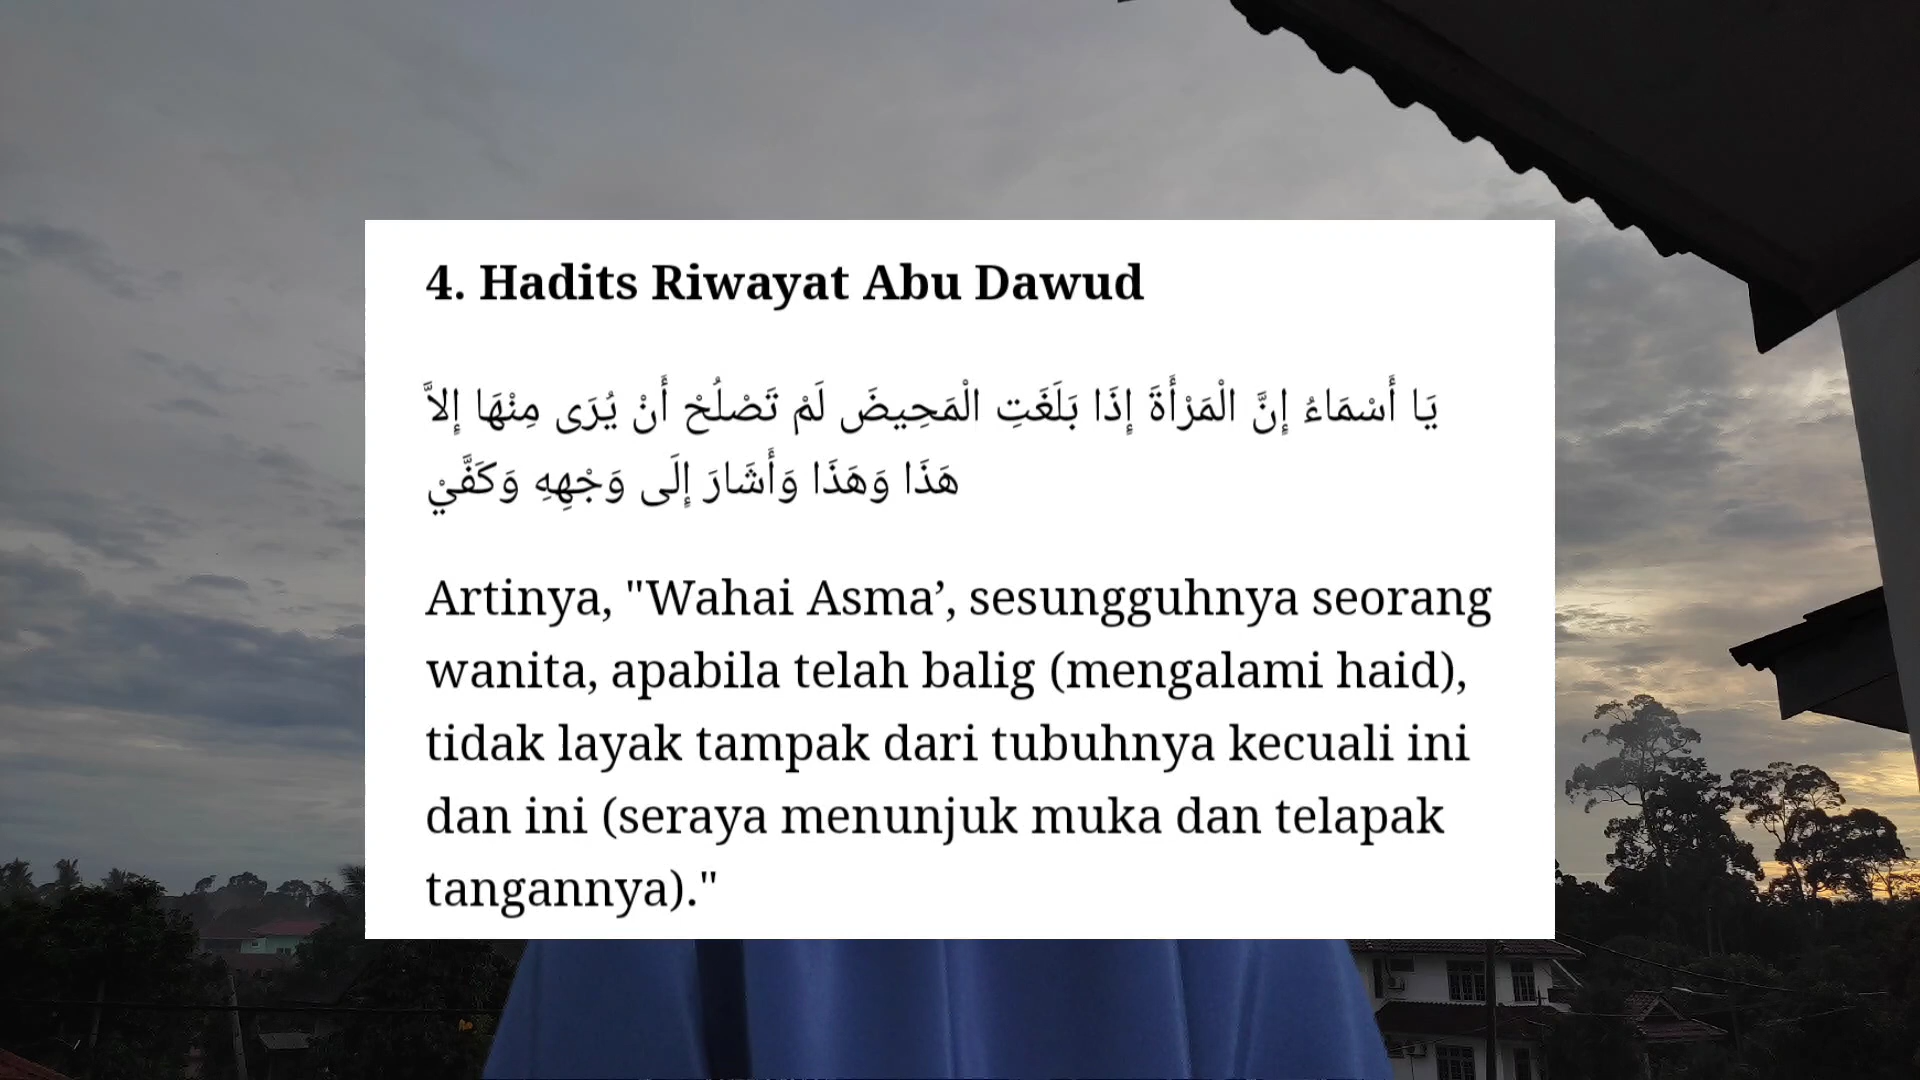 4. Hadits Riwayat Abu Dawud
يَا أَسْمَاءُ إِنَّ الْمَرْأَةَ إِذَا بَلَغَتِ الْمَحِيضَ لَمْ تَصْلُحْ أَنْ يُرَى مِنْهَا إِلاَّ
هَذَا وَهَذَا وَأَشَارَ إِلَى وَجْهِهِ وَكَفَّيْ
Artinya, "Wahai Asma’, sesungguhnya seorang
wanita, apabila telah balig (mengalami haid),
tidak layak tampak dari tubuhnya kecuali ini
dan ini (seraya menunjuk muka dan telapak
tangannya)."